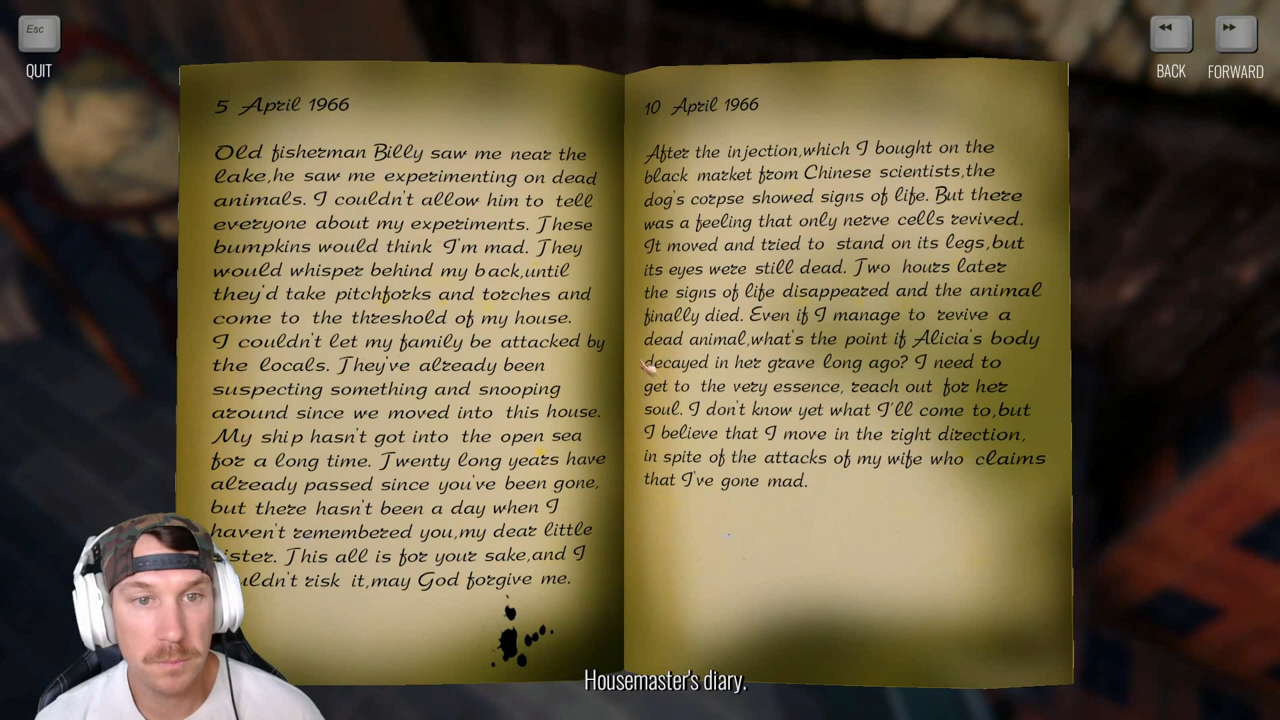 Esc
QUIT
BACK
FORWARD
5 April 1966
Old fisherman Billy saw me near the
lake,he saw me experimenting on dead
animals. I couldn't allow him to tell
everyone about my experiments. These
bumpkins would think I'm mad. They
would whisper behind my back,until
they'd take pitchforks and torches and
come to the threshold of my house.
I couldn't let my family be attacked by
the locals. They've already been
suspecting something and snooping
around since we moved into this house.
My ship hasn't got into the open sea
for a long time. Twenty long years have
already passed since you've been gone,
but there hasn't been a day when I
haven't remembered you,my dear little
sister. This all is for your sake,and I
risk it,may God forgive me.
10 April 1966
After the injection,which I bought on the
black market from Chinese scientists,the
dog's corpse showed signs of life. But there
was a feeling that only nerve cells revived.
It moved and tried to stand on its legs,but
its eyes were still dead. Two hours later
the signs of life disappeared and the animal
finally died. Even if I manage to revive a
dead animal,what's the point if Alicia's body
decayed in her grave long ago? I need to
get to the very essence, reach out for her
soul. I don't know yet what I'll come to,but
I believe that I move in the right direction,
in spite of the attacks of my wife who claims
that I've gone mad.
Housemaster's diary.